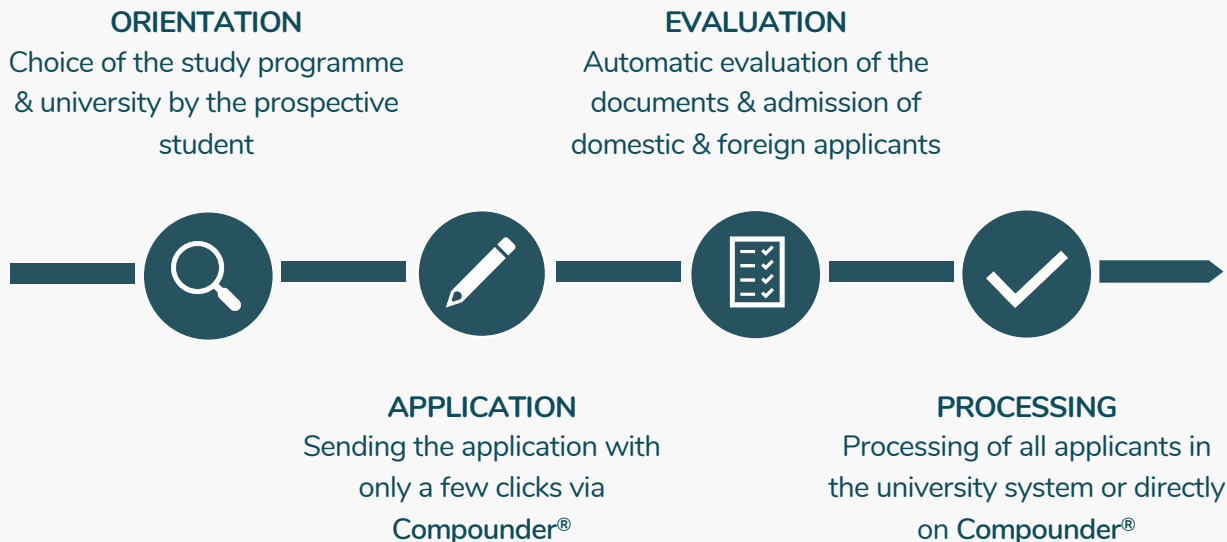 ORIENTATION
Choice of the study programme
& university by the prospective
student
EVALUATION
Automatic evaluation of the
documents & admission of
domestic & foreign applicants
APPLICATION
Sending the application with
only a few clicks via
Compounder®
PROCESSING
Processing of all applicants in
the university system or directly
on Compounder®